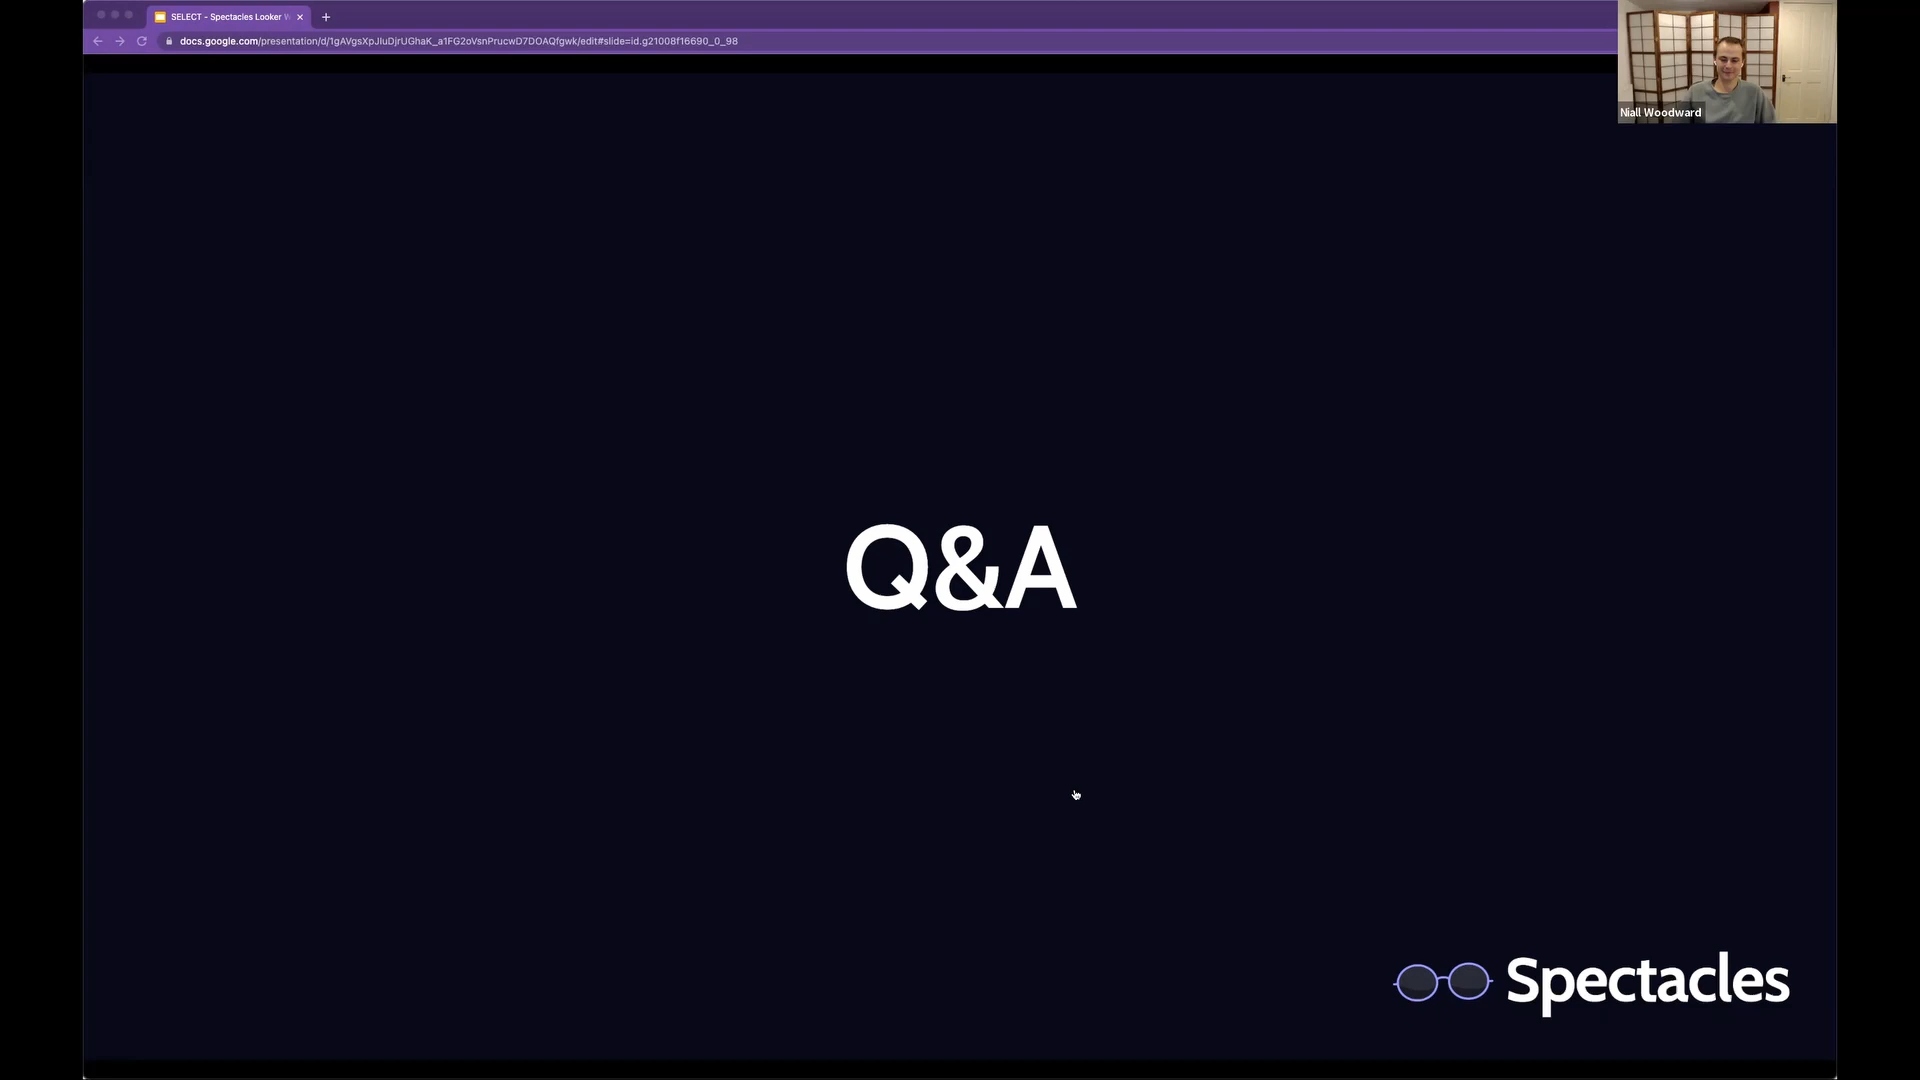 SELECT - Spectacles Looker
docs.google.com/presentation/d/1gAVgsXpJIuDjrUGhaK_a1FG2oVsnPrucwD7DOAQfgwk/edit#slide=id.g21008f16690_0_98
Niall Woodward
Q&A
Spectacles